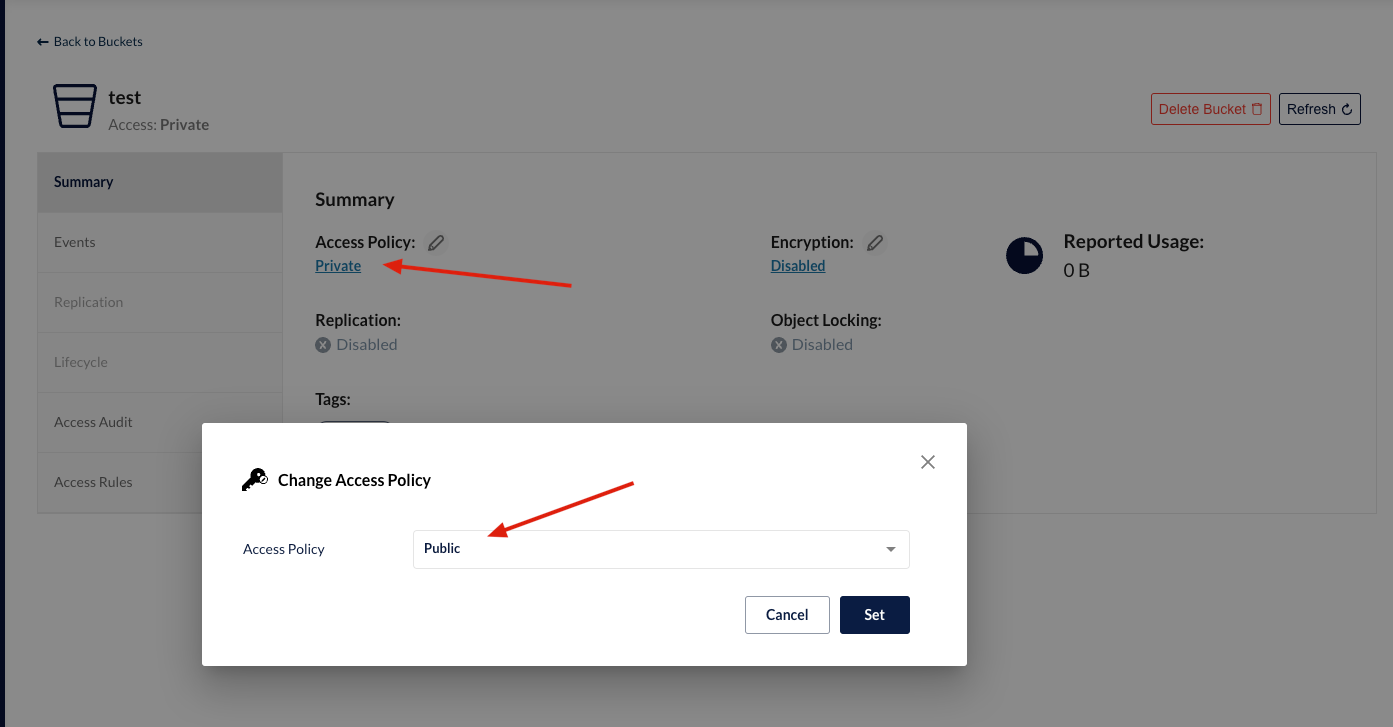 Back to Buckets
test
Access: Private
Delete Bucket
Refresh
Summary
Events
Replication
Lifecycle
Access Audit
Access Rules
Summary
Access Policy:
Private
Encryption:
Disabled
Reported Usage:
0 B
Replication:
Disabled
Object Locking:
Disabled
Tags:
Change Access Policy
Access Policy
Public
Cancel
Set